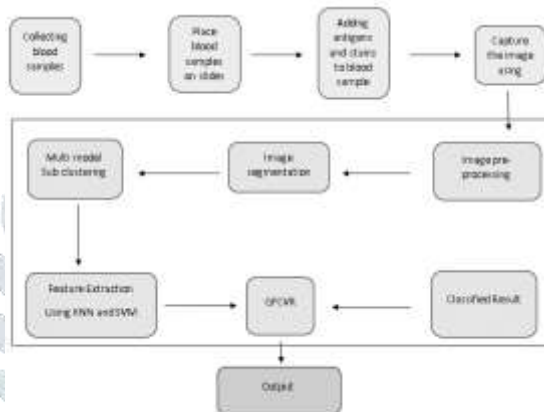 Collecting
blood
samples
Place
blood
samples
on slides
Adding
antigens
and stains
to blood
sample
Capture
the image
using
Image pre-
processing
Image
segmentation
Multi model
Sub clustering
Feature Extraction
Using KNN and SVM
Classified Result
Output